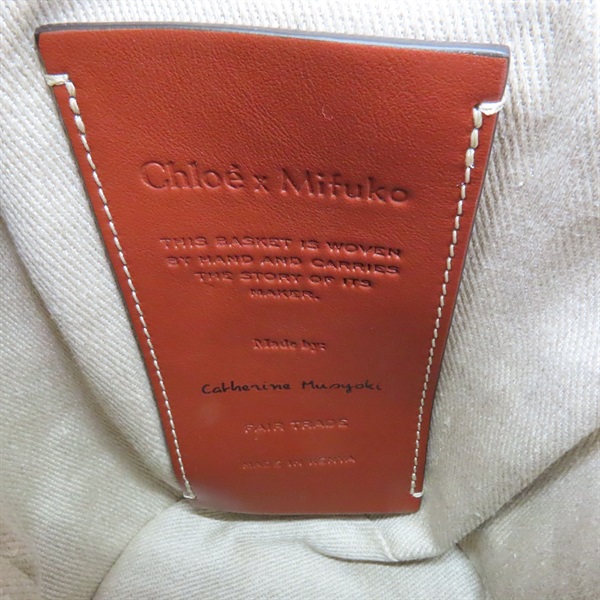 Chloé x Mifuko
THIS BASKET IS WOVEN
BY HAND AND CARRIES
THE STORY OF ITS
MAKER.
Made by:
Catherine Musyoki
FAIR TRADE
MADE IN KENYA